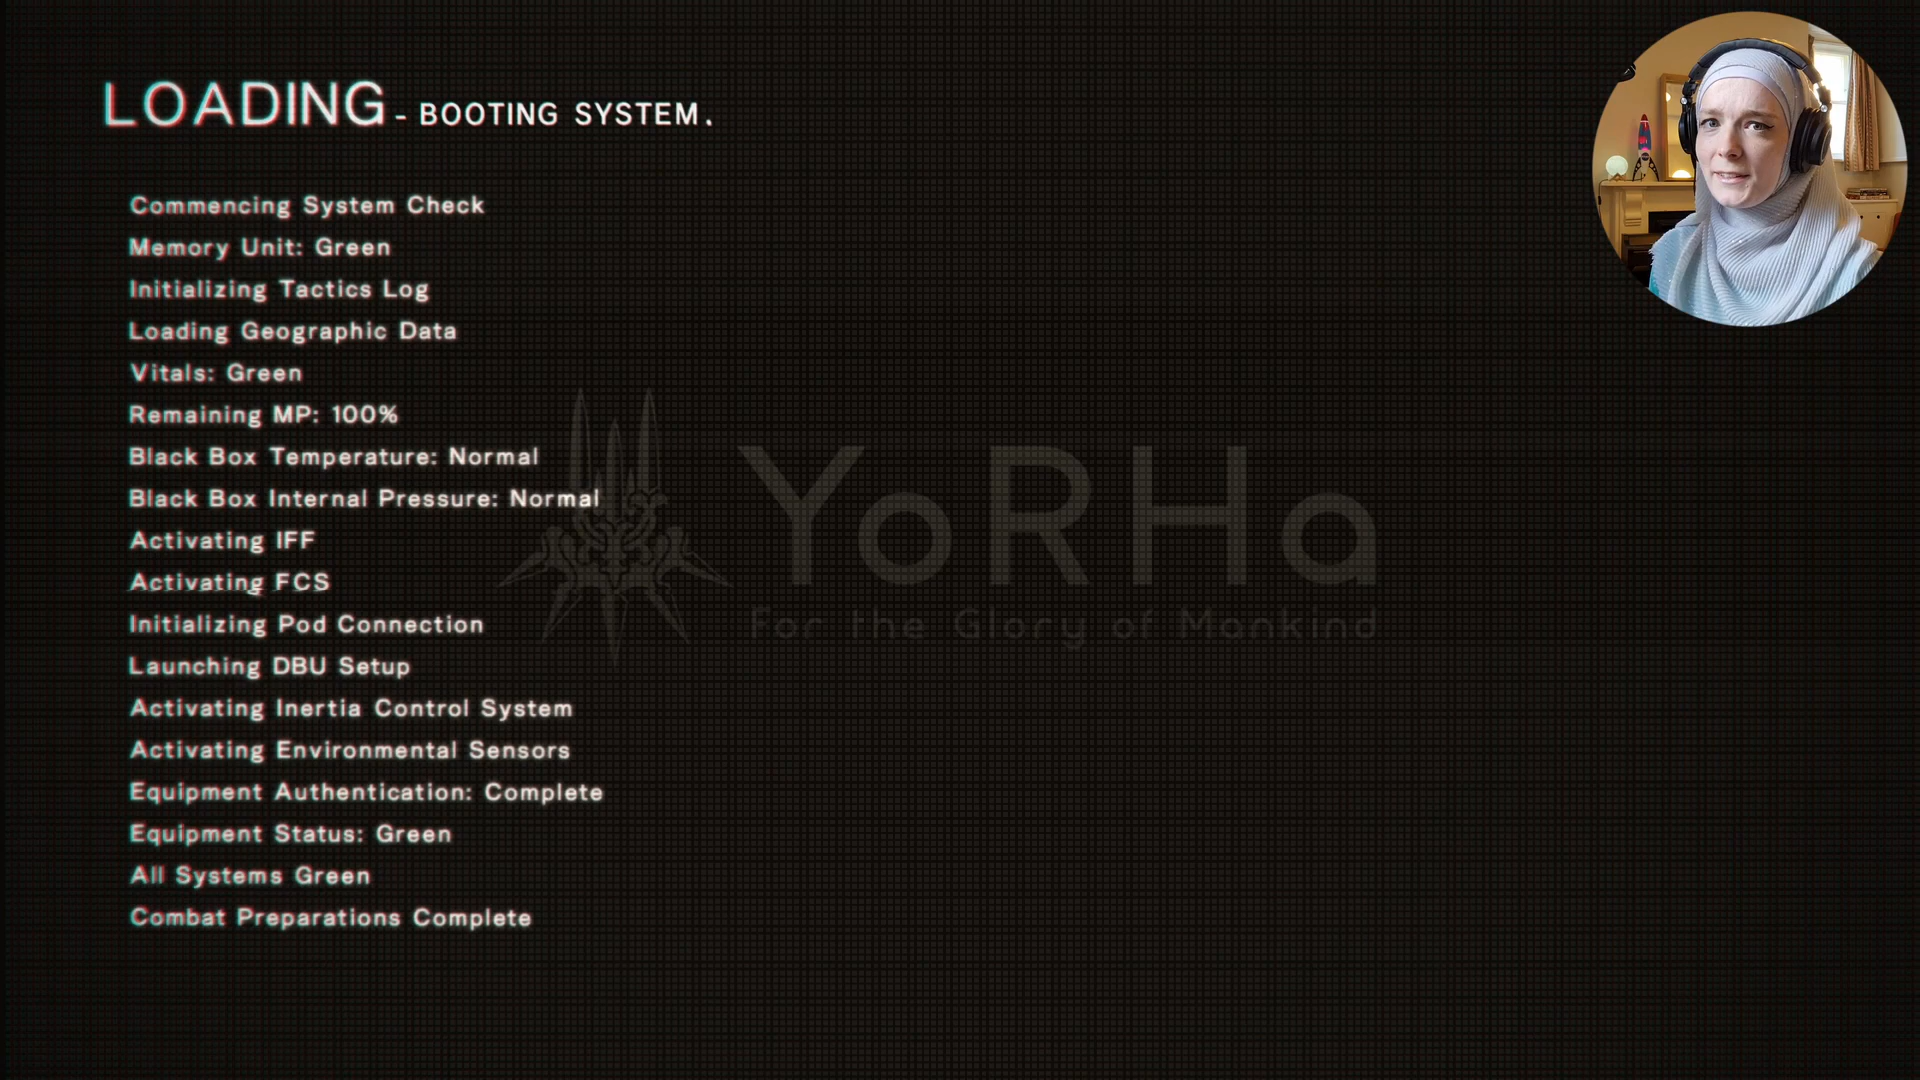 LOADING - BOOTING SYSTEM.
Commencing System Check
Memory Unit: Green
Initializing Tactics Log
Loading Geographic Data
Vitals: Green
Remaining MP: 100%
Black Box Temperature: Normal
Black Box Internal Pressure: Normal
Activating IFF
Activating FCS
Initializing Pod Connection
Launching DBU Setup
Activating Inertia Control System
Activating Environmental Sensors
Equipment Authentication: Complete
Equipment Status: Green
All Systems Green
Combat Preparations Complete
YoRHa
For the Glory of Mankind